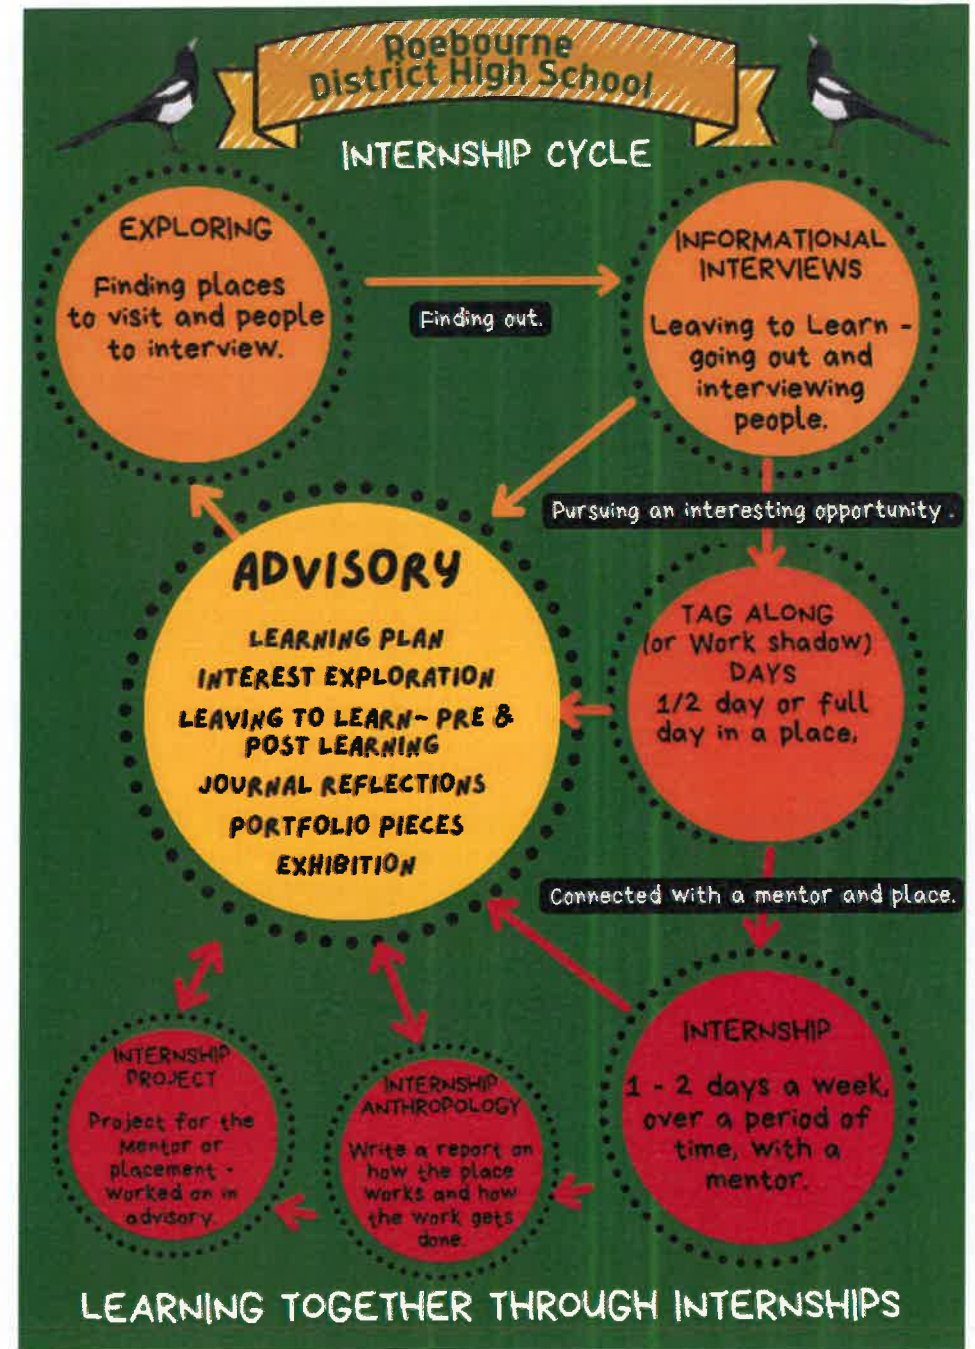 Roebourne
District High School
INTERNSHIP CYCLE
EXPLORING
Finding places
to visit and people
to interview.
Finding out.
INFORMATIONAL
INTERVIEWS
Leaving to Learn -
going out and
interviewing
people.
Pursuing an interesting opportunity.
ADVISORY
LEARNING PLAN
INTEREST EXPLORATION
LEAVING TO LEARN- PRE &
POST LEARNING
JOURNAL REFLECTIONS
PORTFOLIO PIECES
EXHIBITION
TAG ALONG
(or Work shadow)
DAYS
1/2 day or full
day in a place.
Connected with a mentor and place.
INTERNSHIP
1 - 2 days a week,
over a period of
time, with a
mentor.
INTERNSHIP
ANTHROPOLOGY
Write a report on
how the place
works and how
the work gets
done.
INTERNSHIP
PROJECT
Project for the
Mentor or
placement -
worked on in
advisory.
LEARNING TOGETHER THROUGH INTERNSHIPS